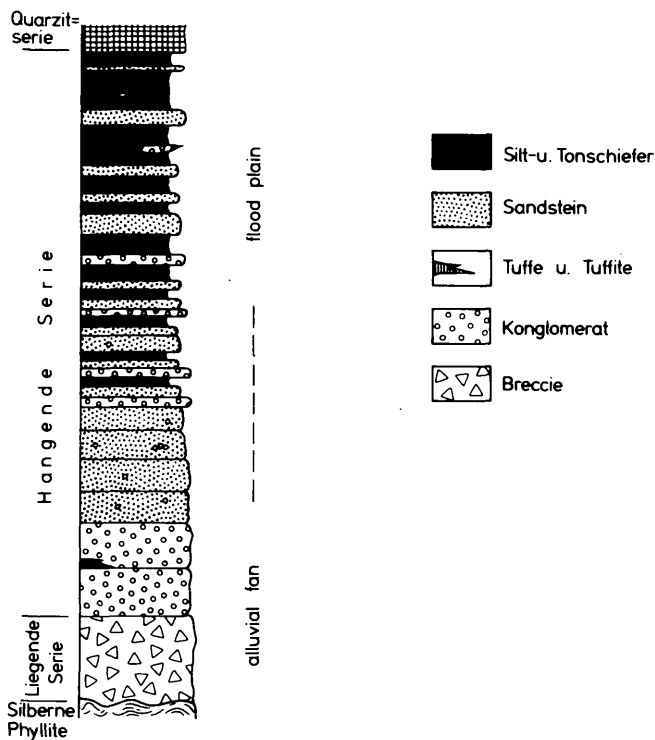 Quarzit=
serie
Hangende Serie
Liegende
Serie
Silberne
Phyllite
flood plain
alluvial fan
Silt-u. Tonschiefer
Sandstein
Tuffe u. Tuffite
Konglomerat
Breccie